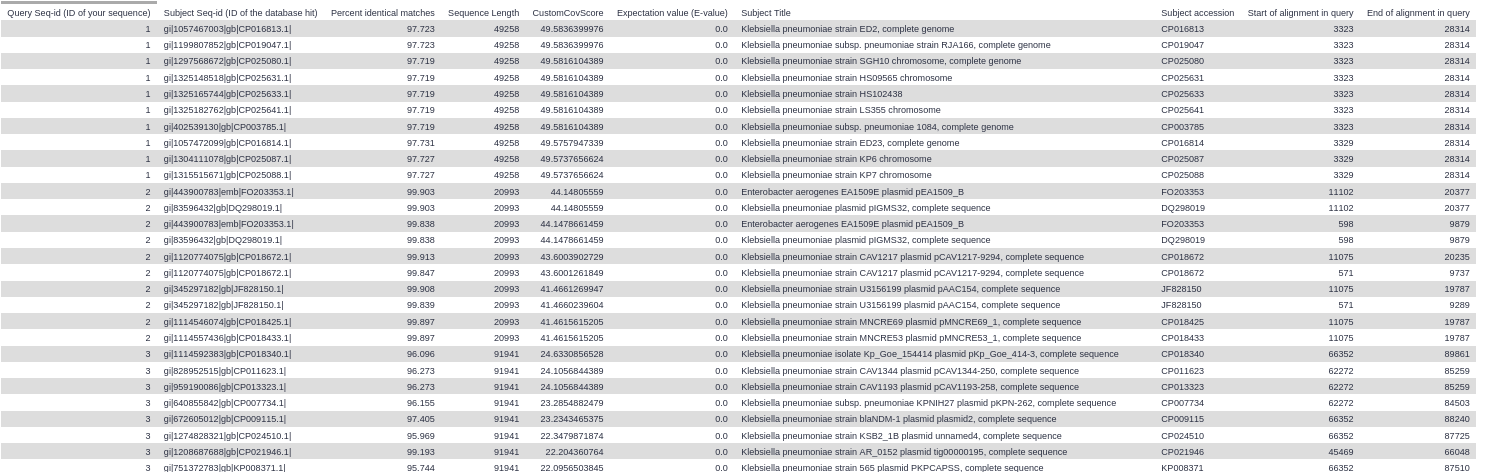 Query Seq-id (ID of your sequence) Subject Seq-id (ID of the database hit) Percent identical matches Sequence Length CustomCovScore Expectation value (E-value) Subject Title Subject accession Start of alignment in query End of alignment in query
1 gi|1057467003|gb|CP016813.1| 97.723 49258 49.5836399976 0.0 Klebsiella pneumoniae strain ED2, complete genome CP016813 3323 28314
1 gi|1199807852|gb|CP019047.1| 97.723 49258 49.5836399976 0.0 Klebsiella pneumoniae subsp. pneumoniae strain RJA166, complete genome CP019047 3323 28314
1 gi|1297568672|gb|CP025080.1| 97.719 49258 49.5816104389 0.0 Klebsiella pneumoniae strain SGH10 chromosome, complete genome CP025080 3323 28314
1 gi|1325148518|gb|CP025631.1| 97.719 49258 49.5816104389 0.0 Klebsiella pneumoniae strain HS09565 chromosome CP025631 3323 28314
1 gi|1325165744|gb|CP025633.1| 97.719 49258 49.5816104389 0.0 Klebsiella pneumoniae strain HS102438 CP025633 3323 28314
1 gi|1325182762|gb|CP025641.1| 97.719 49258 49.5816104389 0.0 Klebsiella pneumoniae strain LS355 chromosome CP025641 3323 28314
1 gi|402539130|gb|CP003785.1| 97.719 49258 49.5816104389 0.0 Klebsiella pneumoniae subsp. pneumoniae 1084, complete genome CP003785 3323 28314
1 gi|1057472099|gb|CP016814.1| 97.731 49258 49.5757947339 0.0 Klebsiella pneumoniae strain ED23, complete genome CP016814 3329 28314
1 gi|1304111078|gb|CP025087.1| 97.727 49258 49.5737656624 0.0 Klebsiella pneumoniae strain KP6 chromosome CP025087 3329 28314
1 gi|1315515671|gb|CP025088.1| 97.727 49258 49.5737656624 0.0 Klebsiella pneumoniae strain KP7 chromosome CP025088 3329 28314
2 gi|443900783|emb|FO203353.1| 99.903 20993 44.14805559 0.0 Enterobacter aerogenes EA1509E plasmid pEA1509_B FO203353 11102 20377
2 gi|83596432|gb|DQ298019.1| 99.903 20993 44.14805559 0.0 Klebsiella pneumoniae plasmid pIGMS32, complete sequence DQ298019 11102 20377
2 gi|443900783|emb|FO203353.1| 99.838 20993 44.1478661459 0.0 Enterobacter aerogenes EA1509E plasmid pEA1509_B FO203353 598 9879
2 gi|83596432|gb|DQ298019.1| 99.838 20993 44.1478661459 0.0 Klebsiella pneumoniae plasmid pIGMS32, complete sequence DQ298019 598 9879
2 gi|1120774075|gb|CP018672.1| 99.913 20993 43.6003902729 0.0 Klebsiella pneumoniae strain CAV1217 plasmid pCAV1217-9294, complete sequence CP018672 11075 20235
2 gi|1120774075|gb|CP018672.1| 99.847 20993 43.6001261849 0.0 Klebsiella pneumoniae strain CAV1217 plasmid pCAV1217-9294, complete sequence CP018672 571 9737
2 gi|345297182|gb|JF828150.1| 99.908 20993 41.4661269947 0.0 Klebsiella pneumoniae strain U3156199 plasmid pAAC154, complete sequence JF828150 11075 19787
2 gi|345297182|gb|JF828150.1| 99.839 20993 41.4660239604 0.0 Klebsiella pneumoniae strain U3156199 plasmid pAAC154, complete sequence JF828150 571 9289
2 gi|1114546074|gb|CP018425.1| 99.897 20993 41.4615615205 0.0 Klebsiella pneumoniae strain MNCRE69 plasmid pMNCRE69_1, complete sequence CP018425 11075 19787
2 gi|1114557436|gb|CP018433.1| 99.897 20993 41.4615615205 0.0 Klebsiella pneumoniae strain MNCRE53 plasmid pMNCRE53_1, complete sequence CP018433 11075 19787
3 gi|1114592383|gb|CP018340.1| 96.096 91941 24.6330856528 0.0 Klebsiella pneumoniae isolate Kp_Goe_154414 plasmid pKp_Goe_414-3, complete sequence CP018340 66352 89861
3 gi|828952515|gb|CP011623.1| 96.273 91941 24.1056844389 0.0 Klebsiella pneumoniae strain CAV1344 plasmid pCAV1344-250, complete sequence CP011623 62272 85259
3 gi|959190086|gb|CP013323.1| 96.273 91941 24.1056844389 0.0 Klebsiella pneumoniae strain CAV1193 plasmid pCAV1193-258, complete sequence CP013323 62272 85259
3 gi|640855842|gb|CP007734.1| 96.155 91941 23.2854882479 0.0 Klebsiella pneumoniae subsp. pneumoniae KPNIH27 plasmid pKPN-262, complete sequence CP007734 62272 84503
3 gi|672605012|gb|CP009115.1| 97.405 91941 23.2343465375 0.0 Klebsiella pneumoniae strain blaNDM-1 plasmid plasmid2, complete sequence CP009115 66352 88240
3 gi|1274828321|gb|CP024510.1| 95.969 91941 22.3479871874 0.0 Klebsiella pneumoniae strain KSB2_1B plasmid unnamed4, complete sequence CP024510 66352 87725
3 gi|1208687688|gb|CP021946.1| 99.193 91941 22.204360764 0.0 Klebsiella pneumoniae strain AR_0152 plasmid tig00000195, complete sequence CP021946 45469 66048
3 gi|751372783|gb|KP008371.1| 95.744 91941 22.0956503845 0.0 Klebsiella pneumoniae strain 565 plasmid PKPCAPSS, complete sequence KP008371 66352 87510